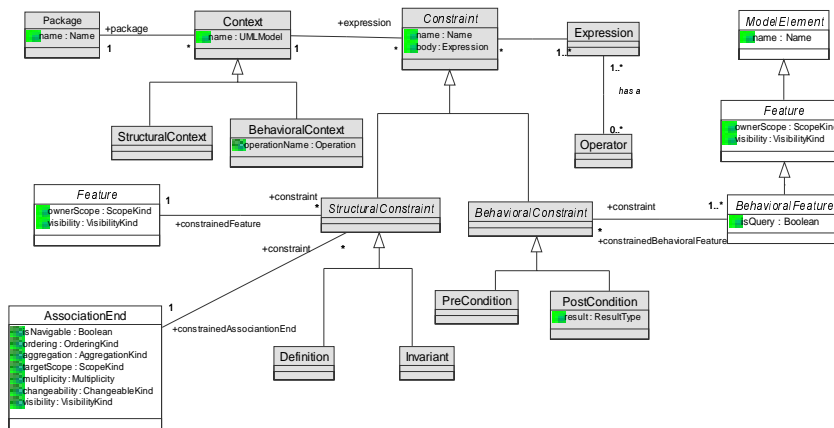 Package
name : Name
+package
1
*
Context
name : UMLModel
1
+expression
*
Constraint
name : Name
body : Expression
*
1..*
Expression
1..*
has a
0..*
Operator
ModelElement
name : Name
Feature
ownerScope : ScopeKind
visibility : VisibilityKind
StructuralContext
BehavioralContext
operationName : Operation
Feature
ownerScope : ScopeKind
visibility : VisibilityKind
1
+constrainedFeature
+constraint
*
StructuralConstraint
+constraint
*
BehavioralConstraint
+constraint
*
+constrainedBehavioralFeature
1..*
BehavioralFeature
isQuery : Boolean
AssociationEnd
isNavigable : Boolean
ordering : OrderingKind
aggregation : AggregationKind
targetScope : ScopeKind
multiplicity : Multiplicity
changeability : ChangeableKind
visibility : VisibilityKind
1
+constrainedAssociantionEnd
Definition
Invariant
PreCondition
PostCondition
result : ResultType